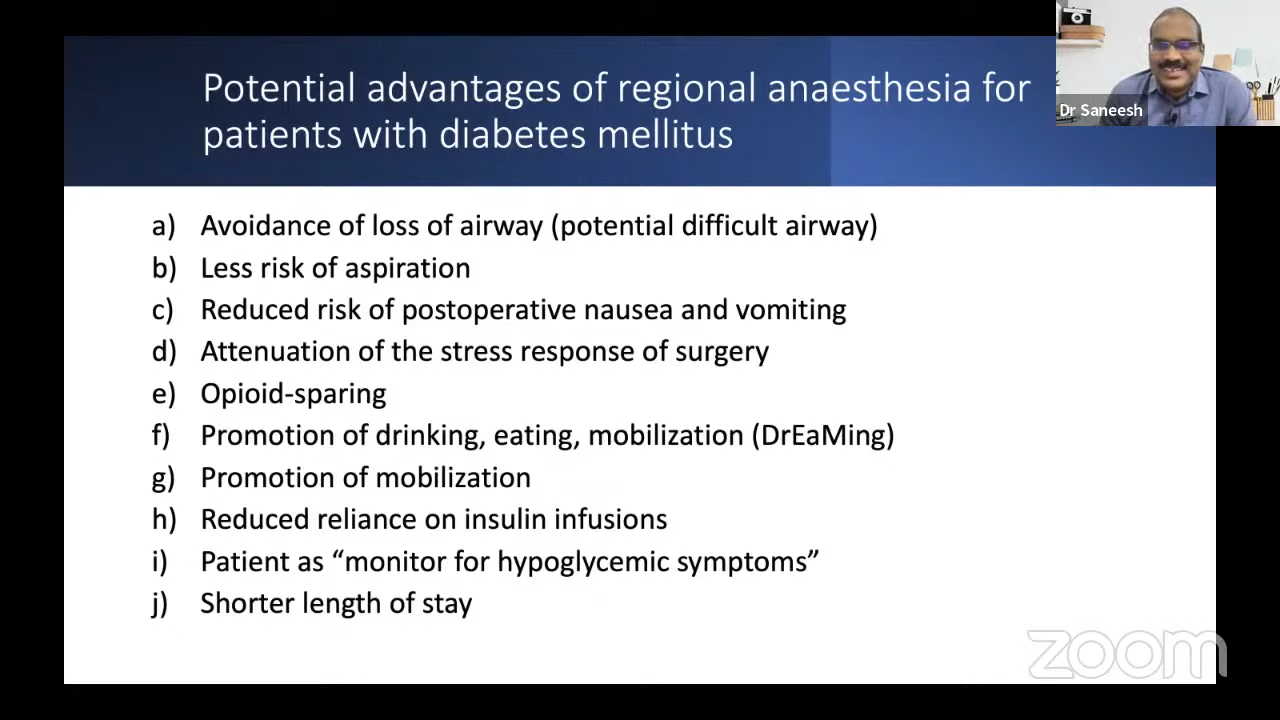 Potential advantages of regional anaesthesia for
patients with diabetes mellitus
Dr Saneesh
a) Avoidance of loss of airway (potential difficult airway)
b) Less risk of aspiration
c) Reduced risk of postoperative nausea and vomiting
d) Attenuation of the stress response of surgery
e) Opioid-sparing
f) Promotion of drinking, eating, mobilization (DrEaMing)
g) Promotion of mobilization
h) Reduced reliance on insulin infusions
i) Patient as “monitor for hypoglycemic symptoms”
j) Shorter length of stay
zoom